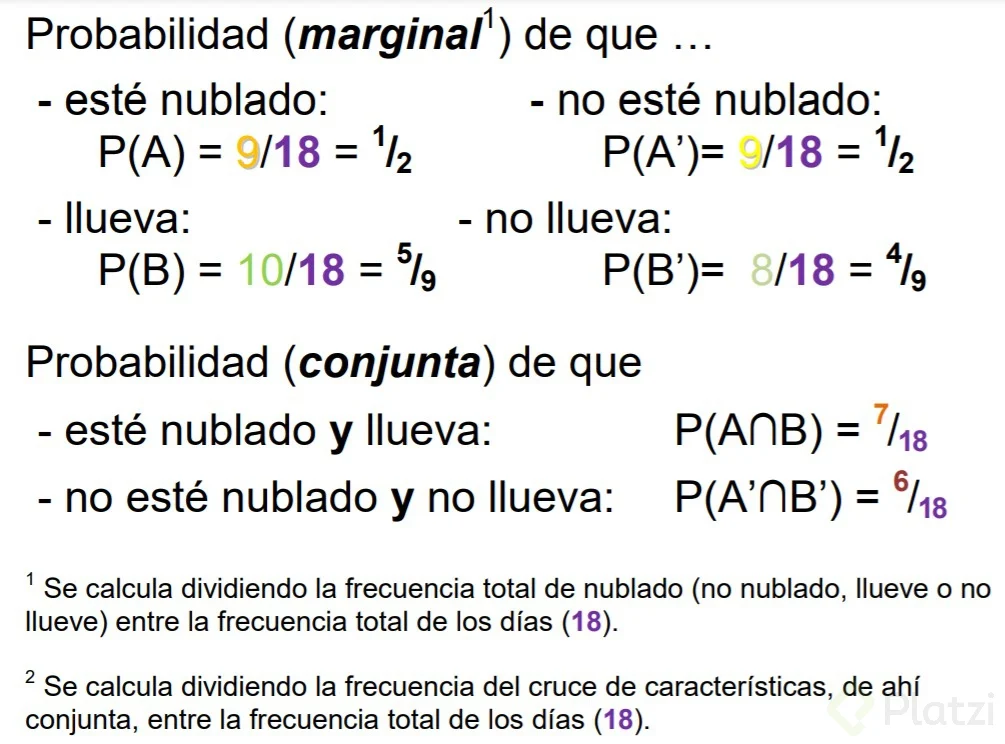 Probabilidad (marginal¹) de que …
- esté nublado: - no esté nublado:
P(A) = 9/18 = ¹/₂ P(A’)= 9/18 = ¹/₂
- llueva: - no llueva:
P(B) = 10/18 = ⁵/₉ P(B’)= 8/18 = ⁴/₉
Probabilidad (conjunta) de que
- esté nublado y llueva: P(A∩B) = ⁷/₁₈
- no esté nublado y no llueva: P(A’∩B’) = ⁶/₁₈
¹ Se calcula dividiendo la frecuencia total de nublado (no nublado, llueve o no
llueve) entre la frecuencia total de los días (18).
² Se calcula dividiendo la frecuencia del cruce de características, de ahí
conjunta, entre la frecuencia total de los días (18).
Platzi